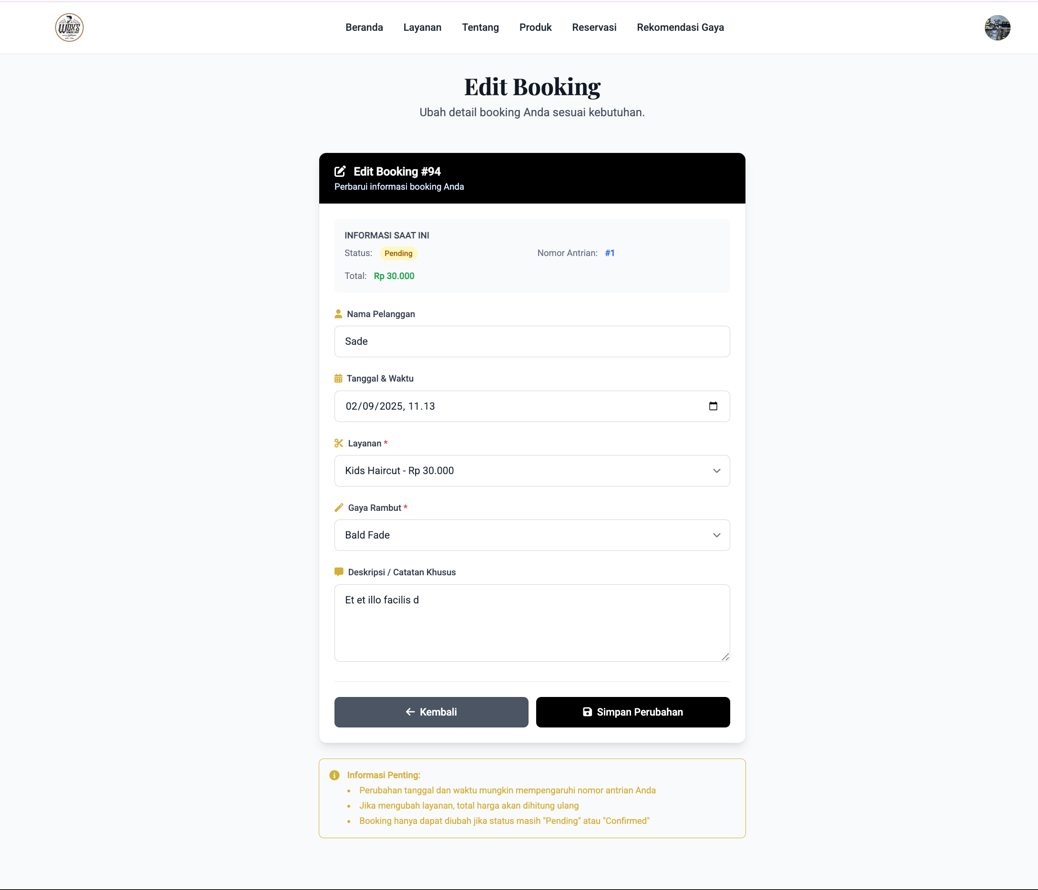 WOX'S
Beranda Layanan Tentang Produk Reservasi Rekomendasi Gaya
Edit Booking
Ubah detail booking Anda sesuai kebutuhan.
Edit Booking #94
Perbarui informasi booking Anda
INFORMASI SAAT INI
Status: Pending Nomor Antrian: #1
Total: Rp 30.000
Nama Pelanggan
Sade
Tanggal & Waktu
02/09/2025, 11.13
Layanan *
Kids Haircut - Rp 30.000
Gaya Rambut *
Bald Fade
Deskripsi / Catatan Khusus
Et et illo facilis d
Kembali Simpan Perubahan
Informasi Penting:
• Perubahan tanggal dan waktu mungkin mempengaruhi nomor antrian Anda
• Jika mengubah layanan, total harga akan dihitung ulang
• Booking hanya dapat diubah jika status masih "Pending" atau "Confirmed"